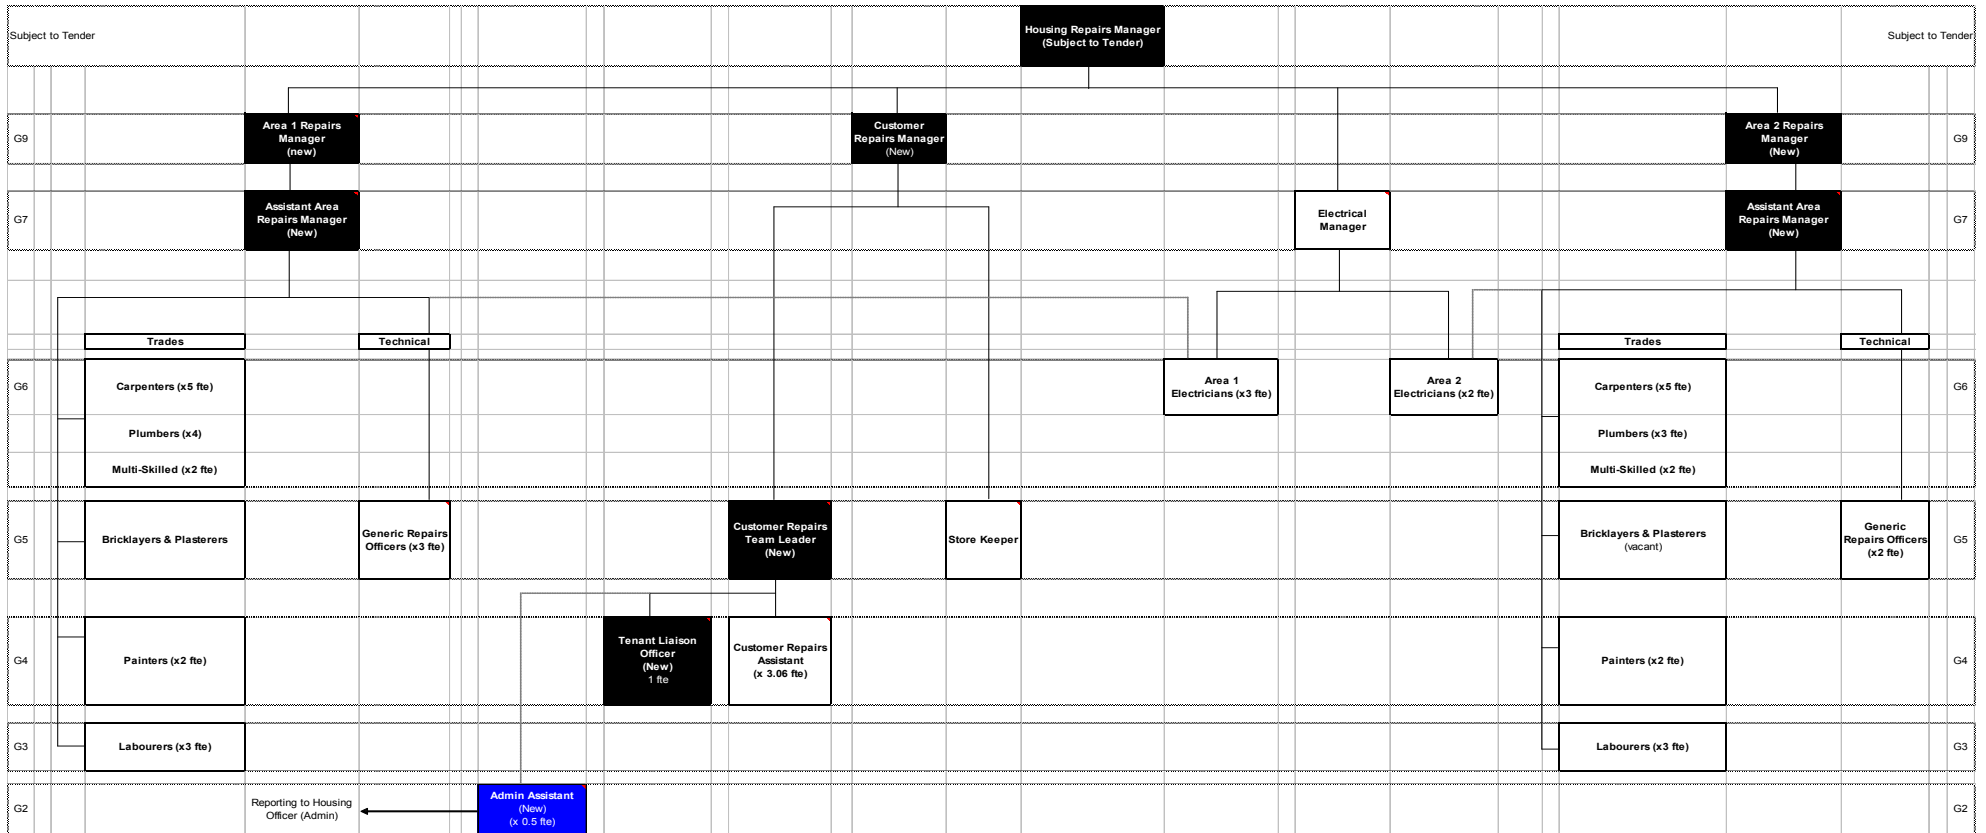 Subject to Tender
Housing Repairs Manager
(Subject to Tender)
Subject to Tender
G9
Area 1 Repairs
Manager
(new)
Customer
Repairs Manager
(New)
Area 2 Repairs
Manager
(New)
G9
G7
Assistant Area
Repairs Manager
(New)
Electrical
Manager
Assistant Area
Repairs Manager
(New)
G7
Trades
Technical
Trades
Technical
G6
Carpenters (x5 fte)
Plumbers (x4)
Multi-Skilled (x2 fte)
Area 1
Electricians (x3 fte)
Area 2
Electricians (x2 fte)
Carpenters (x5 fte)
Plumbers (x3 fte)
Multi-Skilled (x2 fte)
G6
G5
Bricklayers & Plasterers
Generic Repairs
Officers (x3 fte)
Customer Repairs
Team Leader
(New)
Store Keeper
Bricklayers & Plasterers
(vacant)
Generic
Repairs Officers
(x2 fte)
G5
G4
Painters (x2 fte)
Tenant Liaison
Officer
(New)
1 fte
Customer Repairs
Assistant
(x 3.06 fte)
Painters (x2 fte)
G4
G3
Labourers (x3 fte)
Labourers (x3 fte)
G3
G2
Reporting to Housing
Officer (Admin)
Admin Assistant
(New)
(x 0.5 fte)
G2